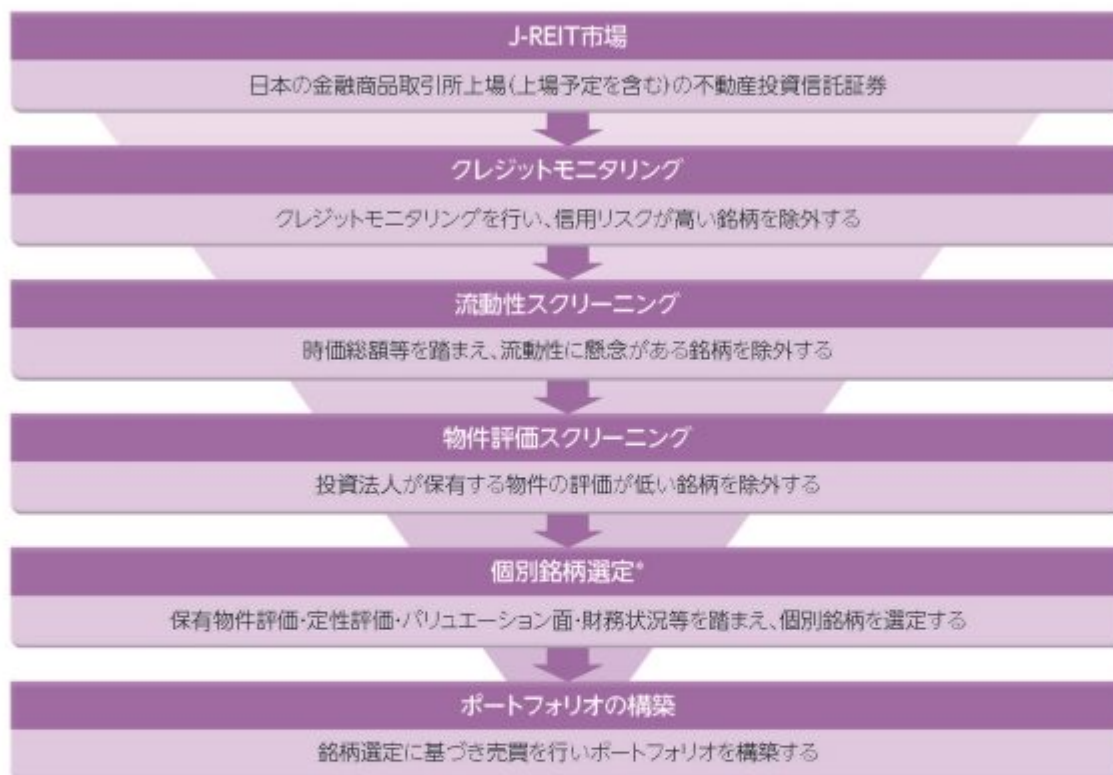 J-REIT市場
日本の金融商品取引所上場(上場予定を含む)の不動産投資信託証券
クレジットモニタリング
クレジットモニタリングを行い、信用リスクが高い銘柄を除外する
流動性スクリーニング
時価総額等を踏まえ、流動性に懸念がある銘柄を除外する
物件評価スクリーニング
投資法人が保有する物件の評価が低い銘柄を除外する
個別銘柄選定*
保有物件評価・定性評価・バリュエーション面・財務状況等を踏まえ、個別銘柄を選定する
ポートフォリオの構築
銘柄選定に基づき売買を行いポートフォリオを構築する